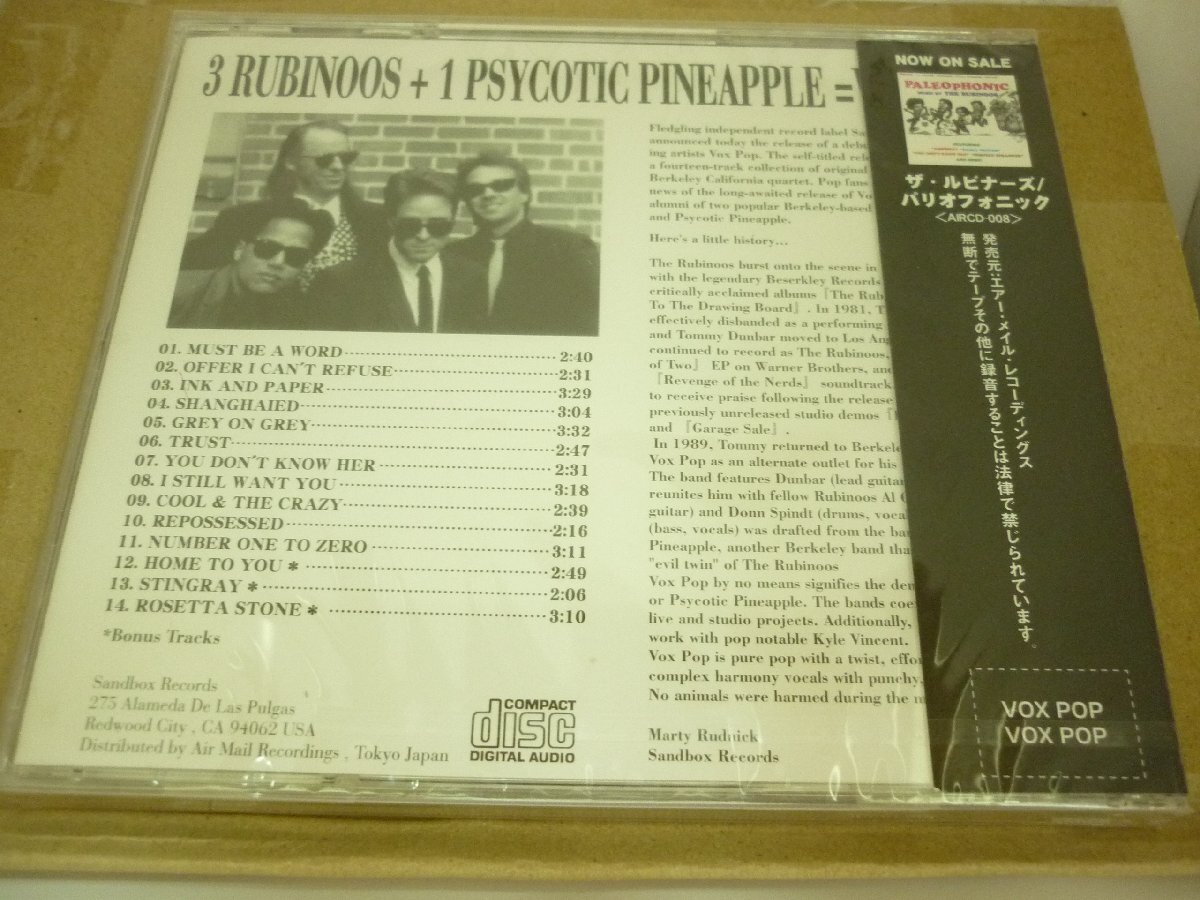 3 RUBINOOS + 1 PSYCOTIC PINEAPPLE =
01. MUST BE A WORD 2:40
02. OFFER I CAN'T REFUSE 2:31
03. INK AND PAPER 3:29
04. SHANGHAIED 3:04
05. GREY ON GREY 3:32
06. TRUST 2:47
07. YOU DON'T KNOW HER 2:31
08. I STILL WANT YOU 3:18
09. COOL & THE CRAZY 2:39
10. REPOSSESSED 2:16
11. NUMBER ONE TO ZERO 3:11
12. HOME TO YOU * 2:49
13. STINGRAY * 2:06
14. ROSETTA STONE * 3:10
*Bonus Tracks
Sandbox Records
275 Alameda De Las Pulgas
Redwood City , CA 94062 USA
Distributed by Air Mail Recordings , Tokyo Japan
COMPACT
disc
DIGITAL AUDIO
Fledgling independent record label
announced today the release of a
ing artists Vox Pop. The self-titled
a fourteen-track collection of original
Berkeley California quartet. Pop fans
news of the long-awaited release of
alumni of two popular Berkeley-based
and Psycotic Pineapple.
Here's a little history...
The Rubinoos burst onto the scene in
with the legendary Beserkley Records
critically acclaimed albums『The
To The Drawing Board』. In 1981,
effectively disbanded as a performing
and Tommy Dunbar moved to Los
continued to record as The Rubinoos,
of Two』 EP on Warner Brothers,
『Revenge of the Nerds』 soundtrack
to receive praise following the release
previously unreleased studio demos
and 『Garage Sale』.
In 1989, Tommy returned to
Vox Pop as an alternate outlet for his
The band features Dunbar (lead
reunites him with fellow Rubinoos Al
guitar) and Donn Spindt (drums,
(bass, vocals) was drafted from the
Pineapple, another Berkeley band
"evil twin" of The Rubinoos
Vox Pop by no means signifies the
or Psycotic Pineapple. The bands
live and studio projects. Additionally,
work with pop notable Kyle Vincent.
Vox Pop is pure pop with a twist,
complex harmony vocals with punchy
No animals were harmed during the
Marty Rudnick
Sandbox Records
NOW ON SALE
PALEOPHONIC
THE RUBINOOS
ザ・ルビナーズ/
パリオフォニック
<AIRCD-008>
発売元:エアー・メイル・レコーディングス
無断でテープその他に録音することは法律で禁じられています。
VOX POP
VOX POP